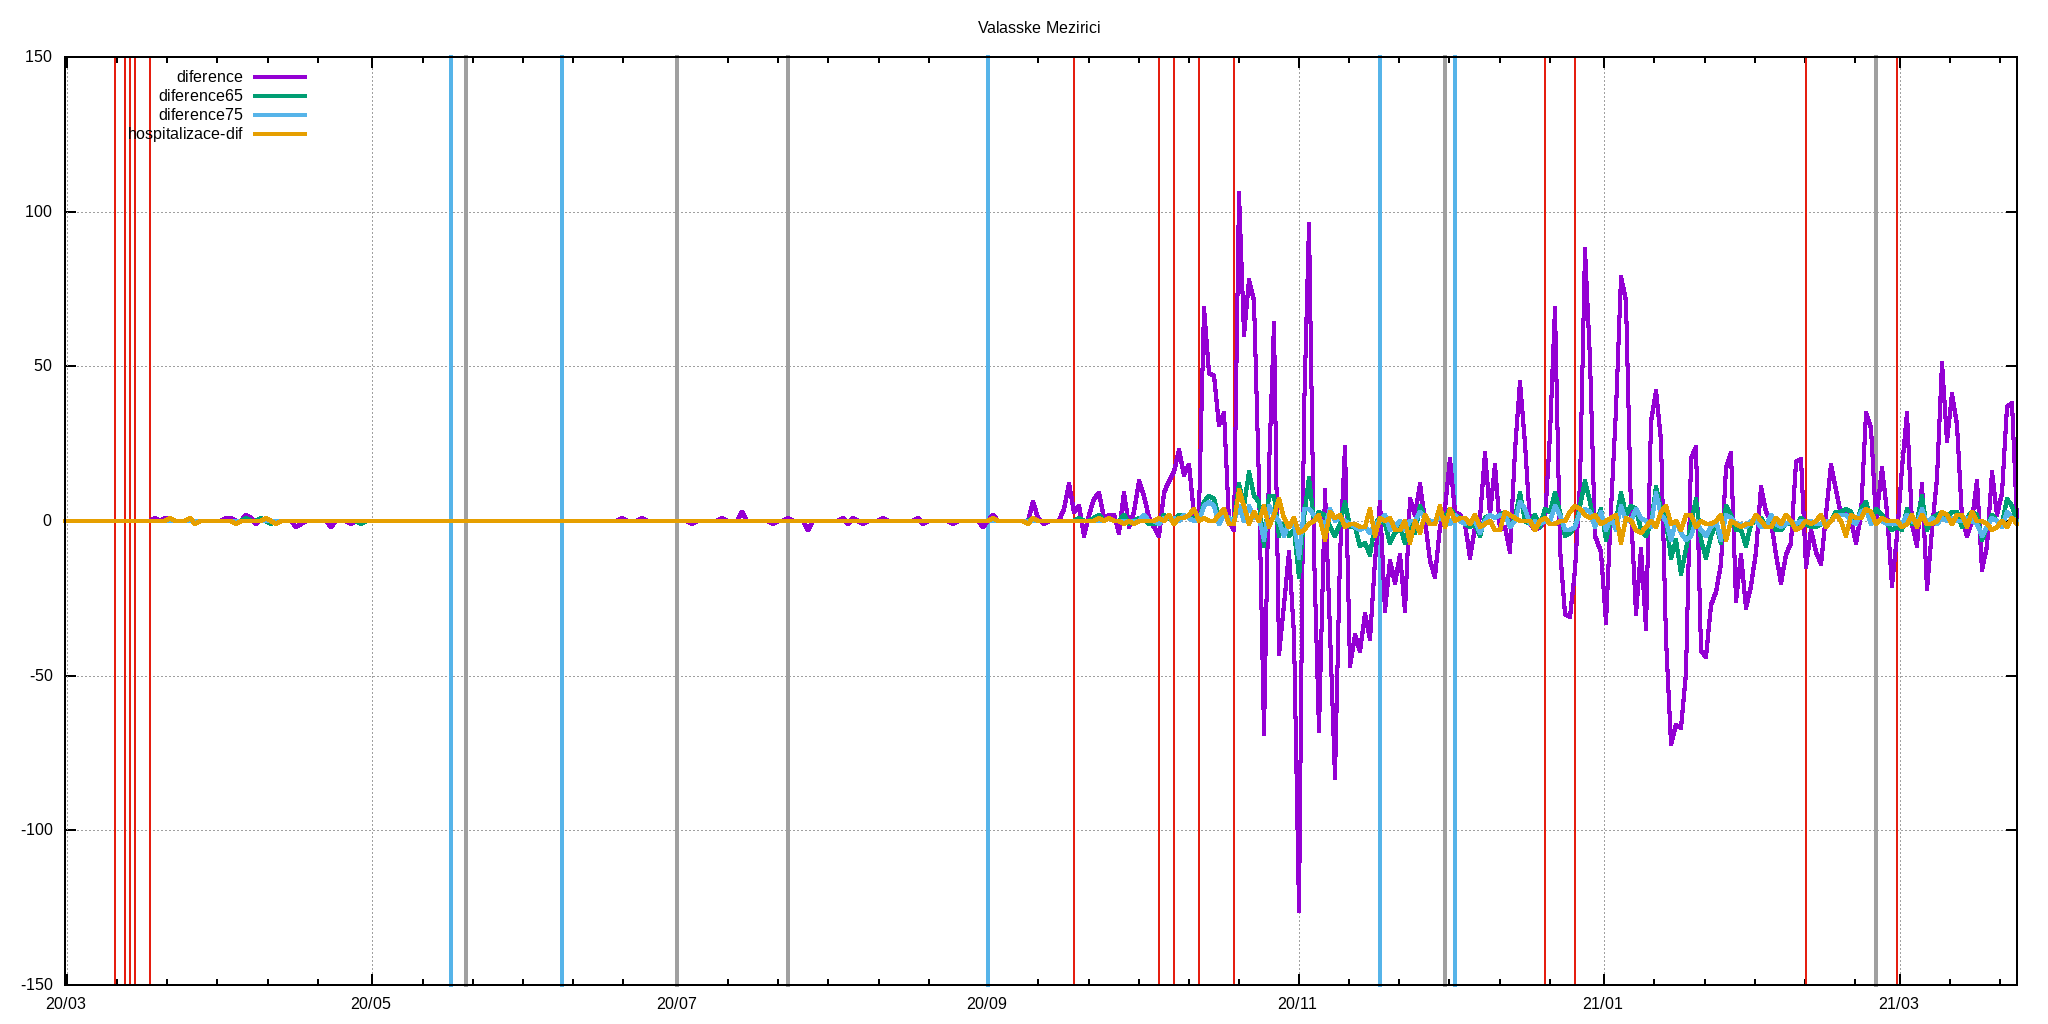 Valasske Mezirici
150
diference
diference65
diference75
hospitalizace-dif
100
50
0
-50
-100
-150
20/03 20/05 20/07 20/09 20/11 21/01 21/03